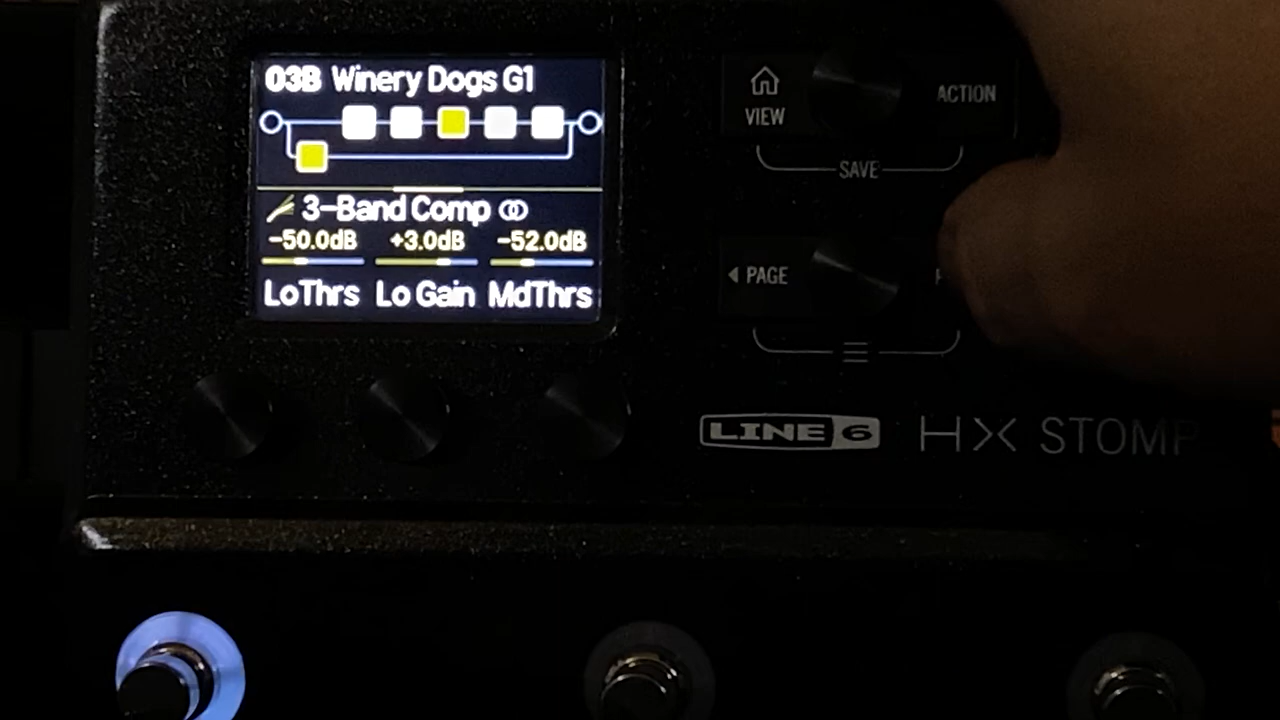 03B Winery Dogs G1
3-Band Comp
-50.0dB +3.0dB -52.0dB
LoThrs Lo Gain MdThrs
VIEW
ACTION
SAVE
PAGE
LINE 6 HX STOMP